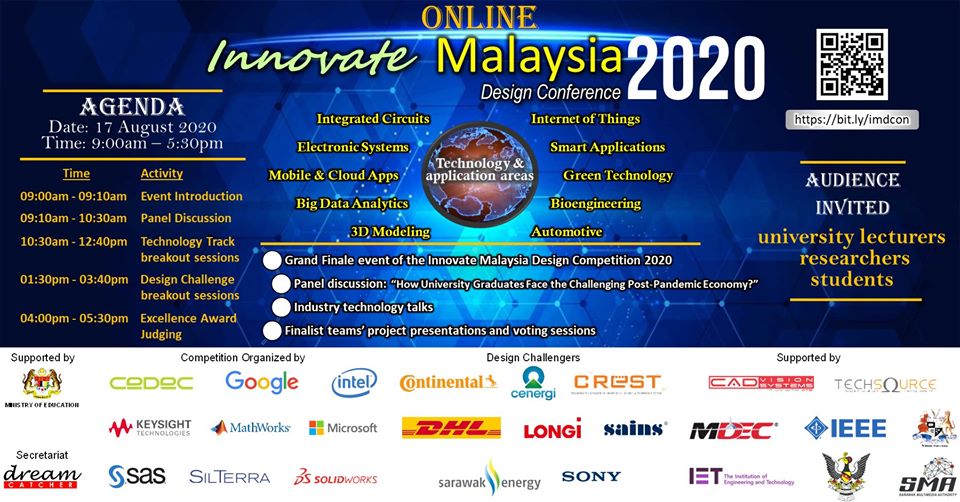 ONLINE
Innovate Malaysia 2020
Design Conference
https://bit.ly/imdcon
AGENDA
Date: 17 August 2020
Time: 9:00am – 5:30pm
Time Activity
09:00am - 09:10am Event Introduction
09:10am - 10:30am Panel Discussion
10:30am - 12:40pm Technology Track
breakout sessions
01:30pm - 03:40pm Design Challenge
breakout sessions
04:00pm - 05:30pm Excellence Award
Judging
Technology &
application areas
Integrated Circuits
Electronic Systems
Mobile & Cloud Apps
Big Data Analytics
3D Modeling
Internet of Things
Smart Applications
Green Technology
Bioengineering
Automotive
Grand Finale event of the Innovate Malaysia Design Competition 2020
Panel discussion: “How University Graduates Face the Challenging Post-Pandemic Economy?”
Industry technology talks
Finalist teams’ project presentations and voting sessions
AUDIENCE
INVITED
university lecturers
researchers
students
Supported by
MINISTRY OF EDUCATION
Secretariat
dream
CATCHER
Competition Organized by
CEDEC
Google
intel
KEYSIGHT
TECHNOLOGIES
MathWorks
Microsoft
sas
SILTERRA
SOLIDWORKS
Design Challengers
Continental
cenergi
CREST
DHL
LONGi
sains
sarawak energy
SONY
Supported by
CAD VISION
SYSTEMS
TECHSOURCE
MDEC
IEEE
IET The Institution of
Engineering and Technology
SMA
SARAWAK MULTIMEDIA AUTHORITY